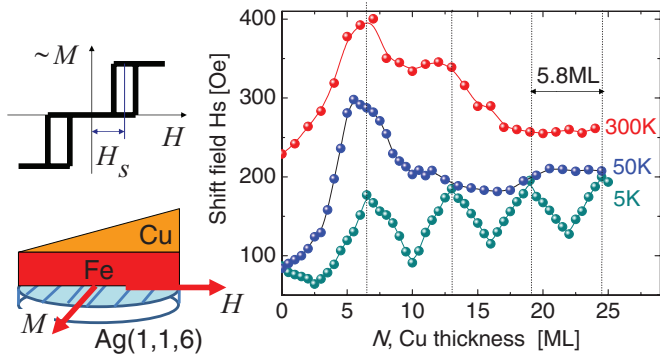 ~M
H
H_s
Cu
Fe
H
M
Ag(1,1,6)
Shift field Hs [Oe]
400
300
200
100
5.8ML
300K
50K
5K
0 5 10 15 20 25
N, Cu thickness [ML]